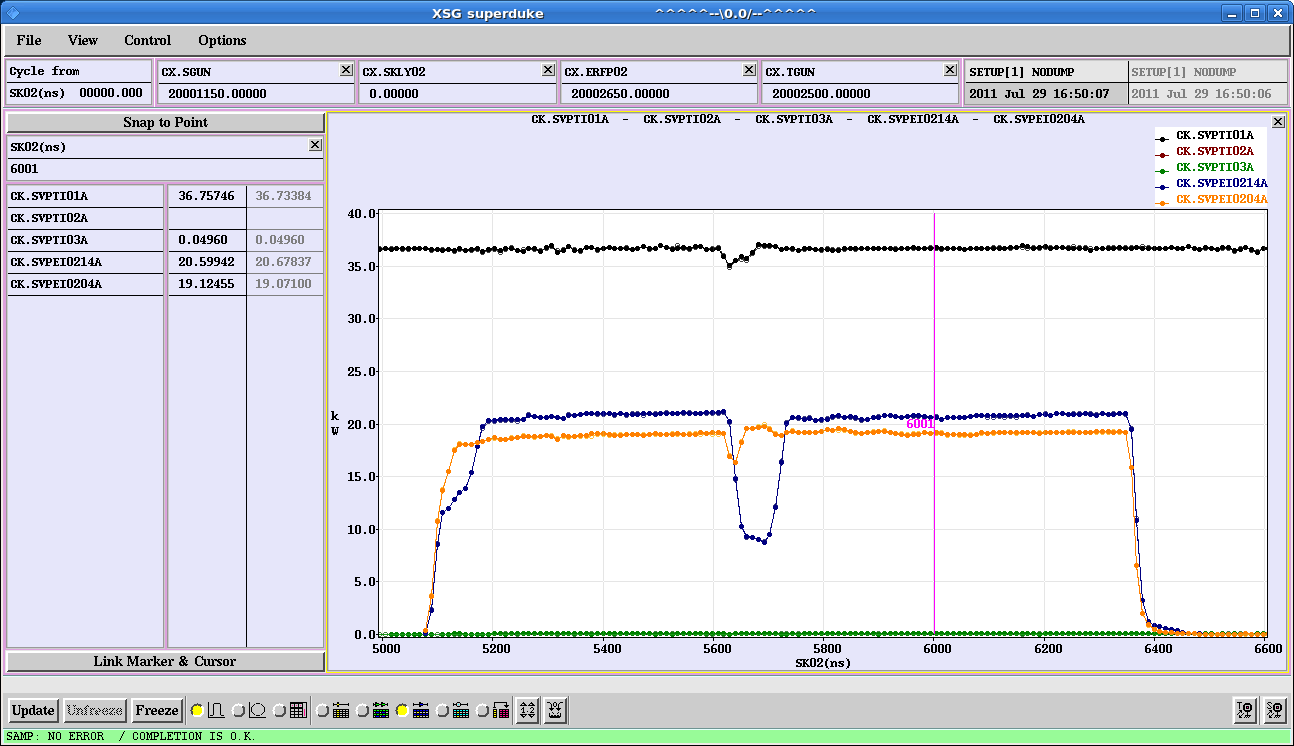 XSG superduke ^^^^^--\0.0/--^^^^^
File View Control Options
Cycle from
SK02(ns) 00000.000
CX.SGUN
20001150.00000
CX.SKLY02
0.00000
CX.ERFP02
20002650.00000
CX.TGUN
20002500.00000
SETUP[1] NODUMP
2011 Jul 29 16:50:07
SETUP[1] NODUMP
2011 Jul 29 16:50:06
Snap to Point
SK02(ns)
6001
CK.SVPTI01A 36.75746 36.73384
CK.SVPTI02A
CK.SVPTI03A 0.04960 0.04960
CK.SVPEI0214A 20.59942 20.67837
CK.SVPEI0204A 19.12455 19.07100
Link Marker & Cursor
CK.SVPTI01A - CK.SVPTI02A - CK.SVPTI03A - CK.SVPEI0214A - CK.SVPEI0204A
CK.SVPTI01A
CK.SVPTI02A
CK.SVPTI03A
CK.SVPEI0214A
CK.SVPEI0204A
40.0
35.0
30.0
25.0
20.0
15.0
10.0
5.0
0.0
k
W
6001
5000 5200 5400 5600 5800 6000 6200 6400 6600
SK02(ns)
Update Unfreeze Freeze
SAMP: NO ERROR / COMPLETION IS O.K.